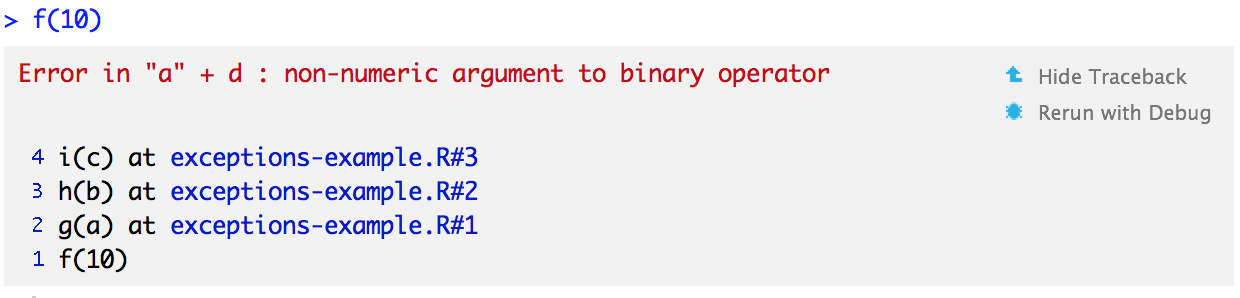 > f(10)
Error in "a" + d : non-numeric argument to binary operator
Hide Traceback
Rerun with Debug
4 i(c) at exceptions-example.R#3
3 h(b) at exceptions-example.R#2
2 g(a) at exceptions-example.R#1
1 f(10)